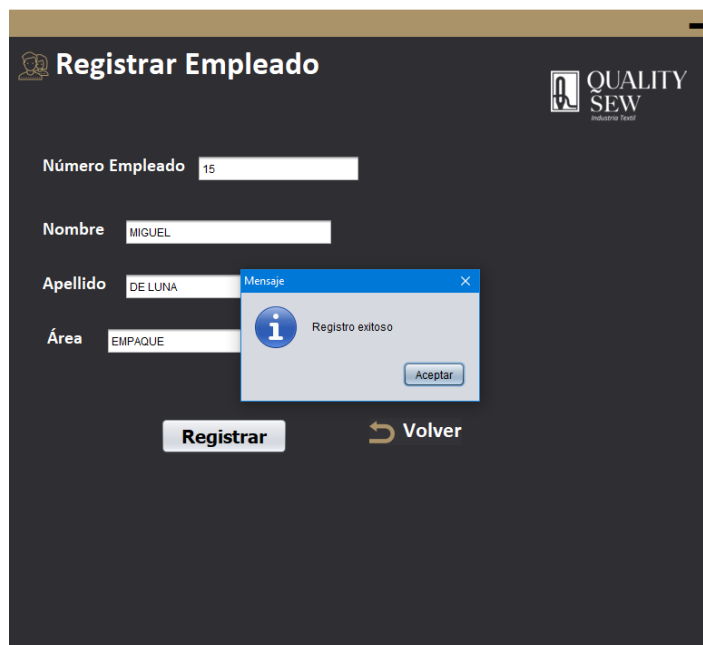 Registrar Empleado
QUALITY
SEW
Industria Textil
Número Empleado 15
Nombre MIGUEL
Apellido DE LUNA
Mensaje
Registro exitoso
Aceptar
Área EMPAQUE
Registrar
Volver